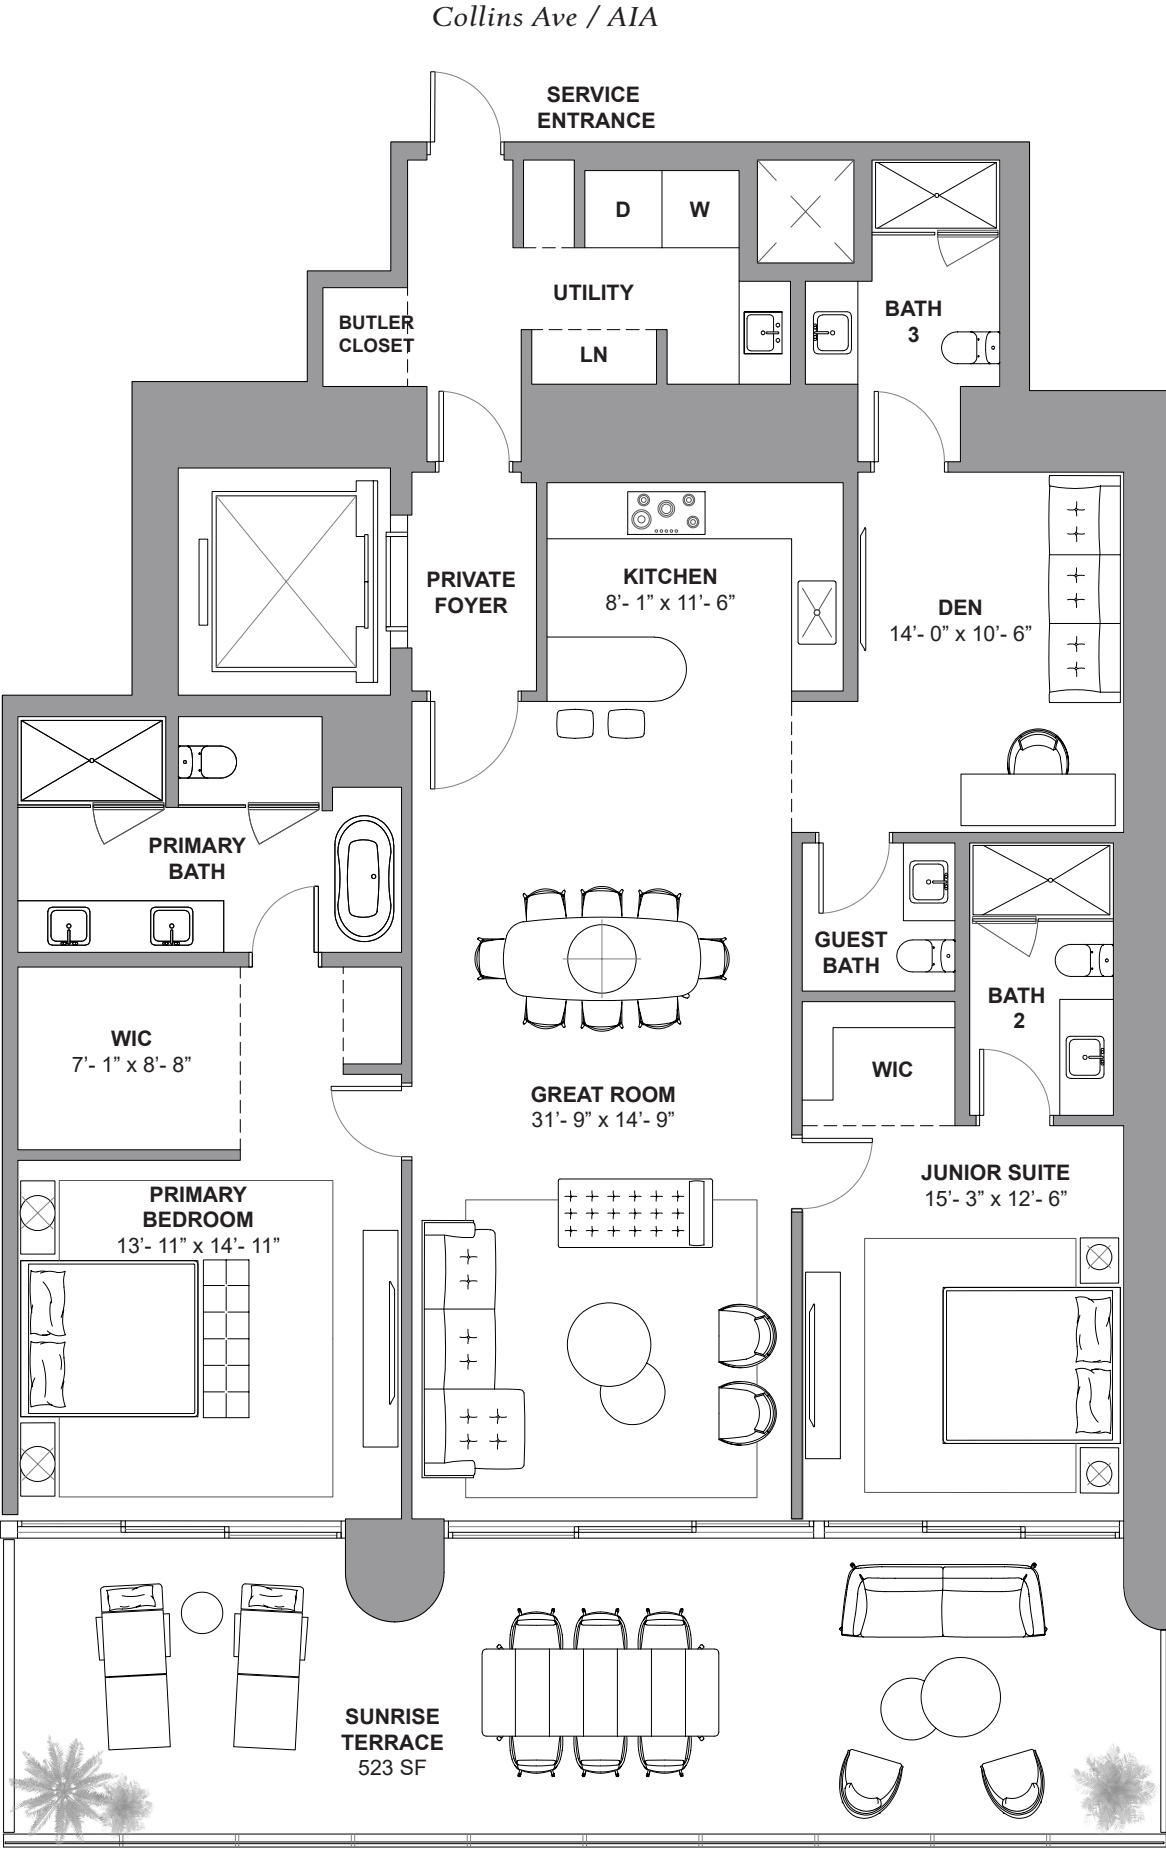 Collins Ave / AIA
SERVICE
ENTRANCE
D
W
UTILITY
BUTLER
CLOSET
LN
BATH
3
PRIVATE
FOYER
KITCHEN
8’- 1” x 11’- 6”
DEN
14’- 0” x 10’- 6”
PRIMARY
BATH
GUEST
BATH
BATH
2
WIC
7’- 1” x 8’- 8”
WIC
GREAT ROOM
31’- 9” x 14’- 9”
JUNIOR SUITE
15’- 3” x 12’- 6”
PRIMARY
BEDROOM
13’- 11” x 14’- 11”
SUNRISE
TERRACE
523 SF